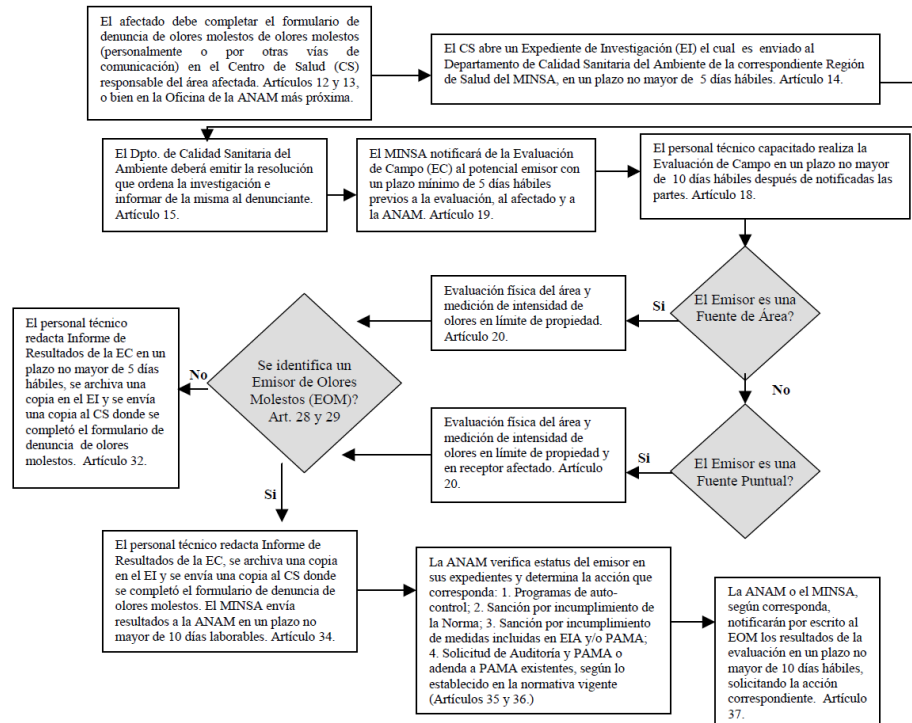 El afectado debe completar el formulario de
denuncia de olores molestos de olores molestos
(personalmente o por otras vías de
comunicación) en el Centro de Salud (CS)
responsable del área afectada. Artículos 12 y 13,
o bien en la Oficina de la ANAM más próxima.
El CS abre un Expediente de Investigación (EI) el cual es enviado al
Departamento de Calidad Sanitaria del Ambiente de la correspondiente Región
de Salud del MINSA, en un plazo no mayor de 5 días hábiles. Artículo 14.
El Dpto. de Calidad Sanitaria del
Ambiente deberá emitir la resolución
que ordena la investigación e
informar de la misma al denunciante.
Artículo 15.
El MINSA notificará de la Evaluación
de Campo (EC) al potencial emisor con
un plazo mínimo de 5 días hábiles
previos a la evaluación, al afectado y a
la ANAM. Artículo 19.
El personal técnico capacitado realiza la
Evaluación de Campo en un plazo no mayor
de 10 días hábiles después de notificadas las
partes. Artículo 18.
El Emisor es una
Fuente de Área?
Si
Evaluación física del área y
medición de intensidad de
olores en límite de propiedad.
Artículo 20.
No
El Emisor es una
Fuente Puntual?
Si
Evaluación física del área y
medición de intensidad de
olores en límite de propiedad y
en receptor afectado. Artículo
20.
Se identifica un
Emisor de Olores
Molestos (EOM)?
Art. 28 y 29
No
El personal técnico
redacta Informe de
Resultados de la EC en un
plazo no mayor de 5 días
hábiles, se archiva una
copia en el EI y se envía
una copia al CS donde se
completó el formulario de
denuncia de olores
molestos. Artículo 32.
Si
El personal técnico redacta Informe de
Resultados de la EC, se archiva una copia
en el EI y se envía una copia al CS donde
se completó el formulario de denuncia de
olores molestos. El MINSA envía
resultados a la ANAM en un plazo no
mayor de 10 días laborables. Artículo 34.
La ANAM verifica estatus del emisor en
sus expedientes y determina la acción que
corresponda: 1. Programas de auto-
control; 2. Sanción por incumplimiento de
la Norma; 3. Sanción por incumplimiento
de medidas incluidas en EIA y/o PAMA;
4. Solicitud de Auditoría y PAMA o
adenda a PAMA existentes, según lo
establecido en la normativa vigente
(Artículos 35 y 36.)
La ANAM o el MINSA,
según corresponda,
notificarán por escrito al
EOM los resultados de la
evaluación en un plazo no
mayor de 10 días hábiles,
solicitando la acción
correspondiente. Artículo
37.